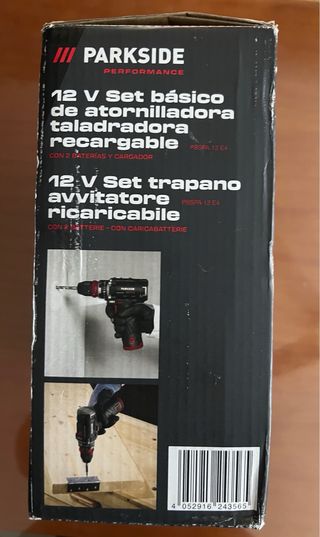 /// PARKSIDE
PERFORMANCE
12 V Set básico
de atornilladora
taladradora
recargable PBSPA 12 E4
CON 2 BATERÍAS Y CARGADOR
12 V Set trapano
avvitatore PBSPA 12 E4
ricaricabile
CON 2 BATTERIE - CON CARICABATTERIE
PARKSIDE
4 052916 243565